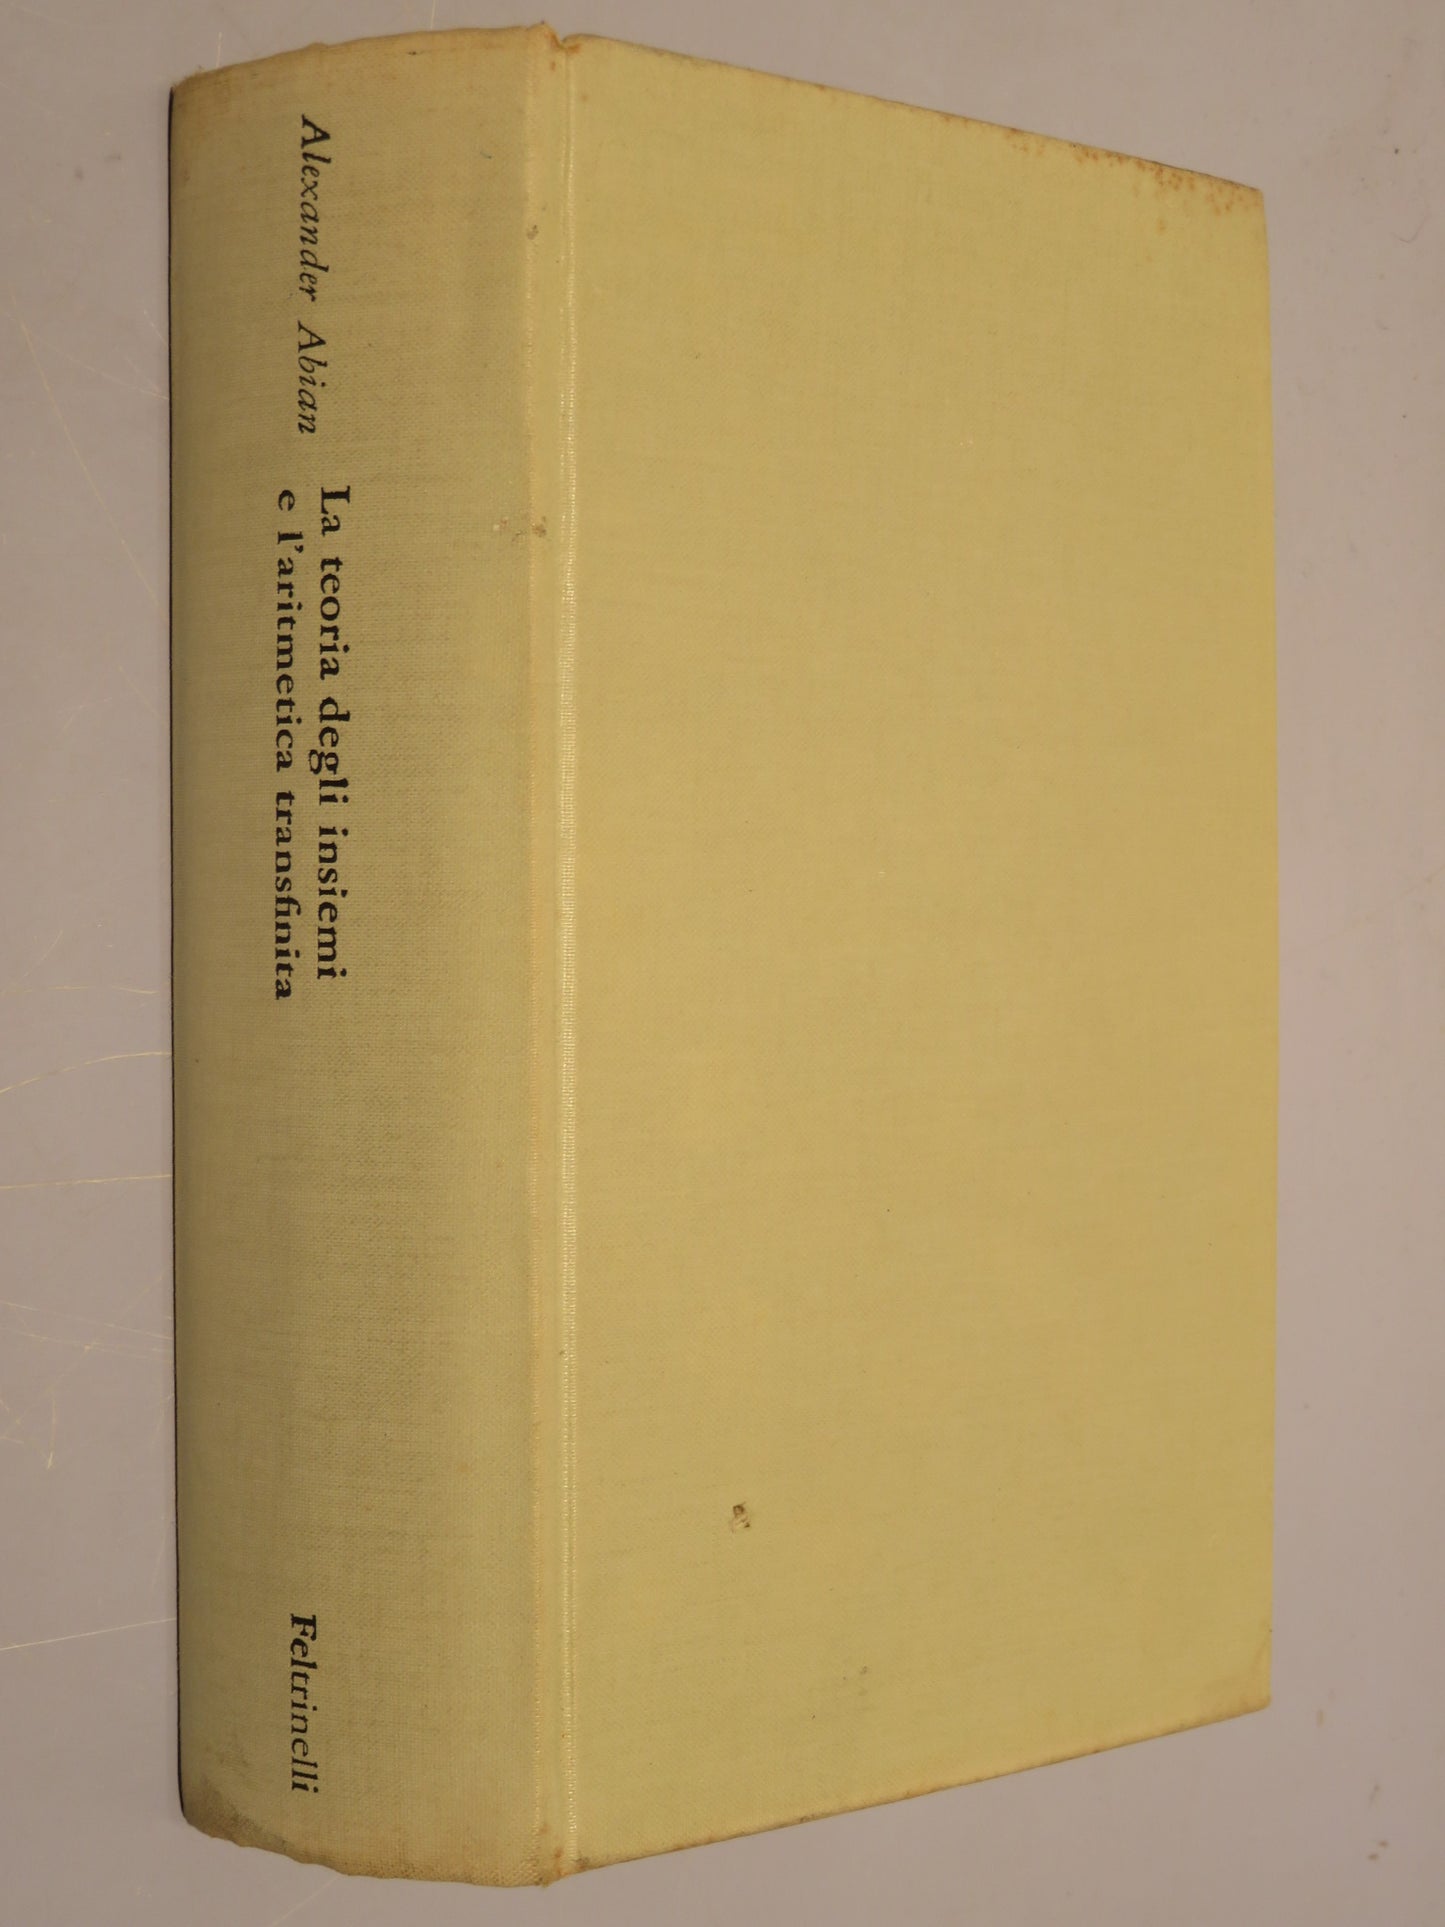 Alexander Abian
La teoria degli insiemi
e l'aritmetica transfinita
Feltrinelli